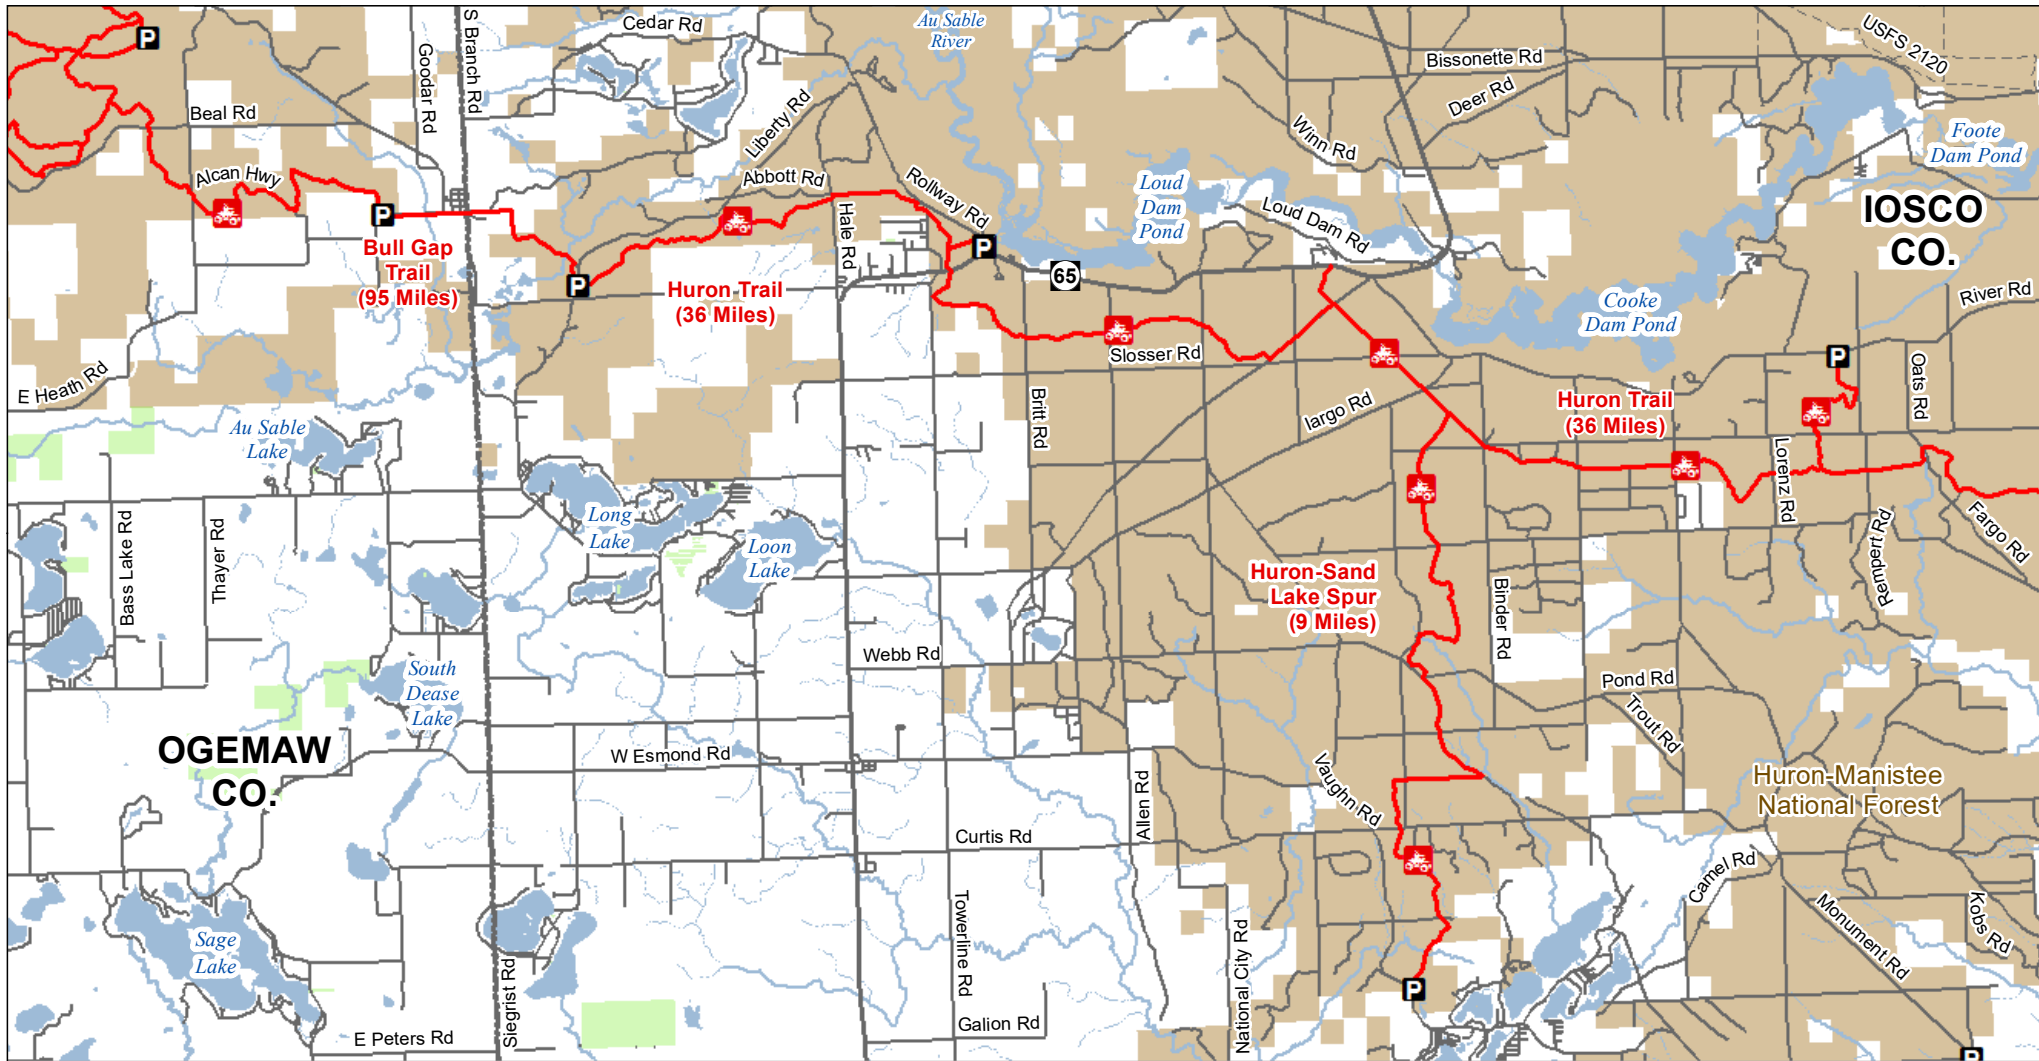 Cedar Rd
Au Sable
River
S Branch Rd
Goodar Rd
Bissonette Rd
USFS 2120
Deer Rd
Winn Rd
Beal Rd
Liberty Rd
Foote
Dam Pond
Alcan Hwy
Abbott Rd
Rollway Rd
Loud
Dam
Pond
Loud Dam Rd
IOSCO
CO.
Hale Rd
Bull Gap
Trail
(95 Miles)
Huron Trail
(36 Miles)
65
Cooke
Dam Pond
River Rd
Slosser Rd
E Heath Rd
Oats Rd
Britt Rd
Iargo Rd
Huron Trail
(36 Miles)
Au Sable
Lake
Lorenz Rd
Long
Lake
Loon
Lake
Bass Lake Rd
Thayer Rd
Rempert Rd
Fargo Rd
Huron-Sand
Lake Spur
(9 Miles)
Binder Rd
Webb Rd
South
Dease
Lake
Pond Rd
Trout Rd
OGEMAW
CO.
W Esmond Rd
Vaughn Rd
Allen Rd
Huron-Manistee
National Forest
Curtis Rd
Camel Rd
Towerline Rd
National City Rd
Monument Rd
Kobs Rd
Sage
Lake
Siegrist Rd
Galion Rd
E Peters Rd
P
P
P
P
P
P
P